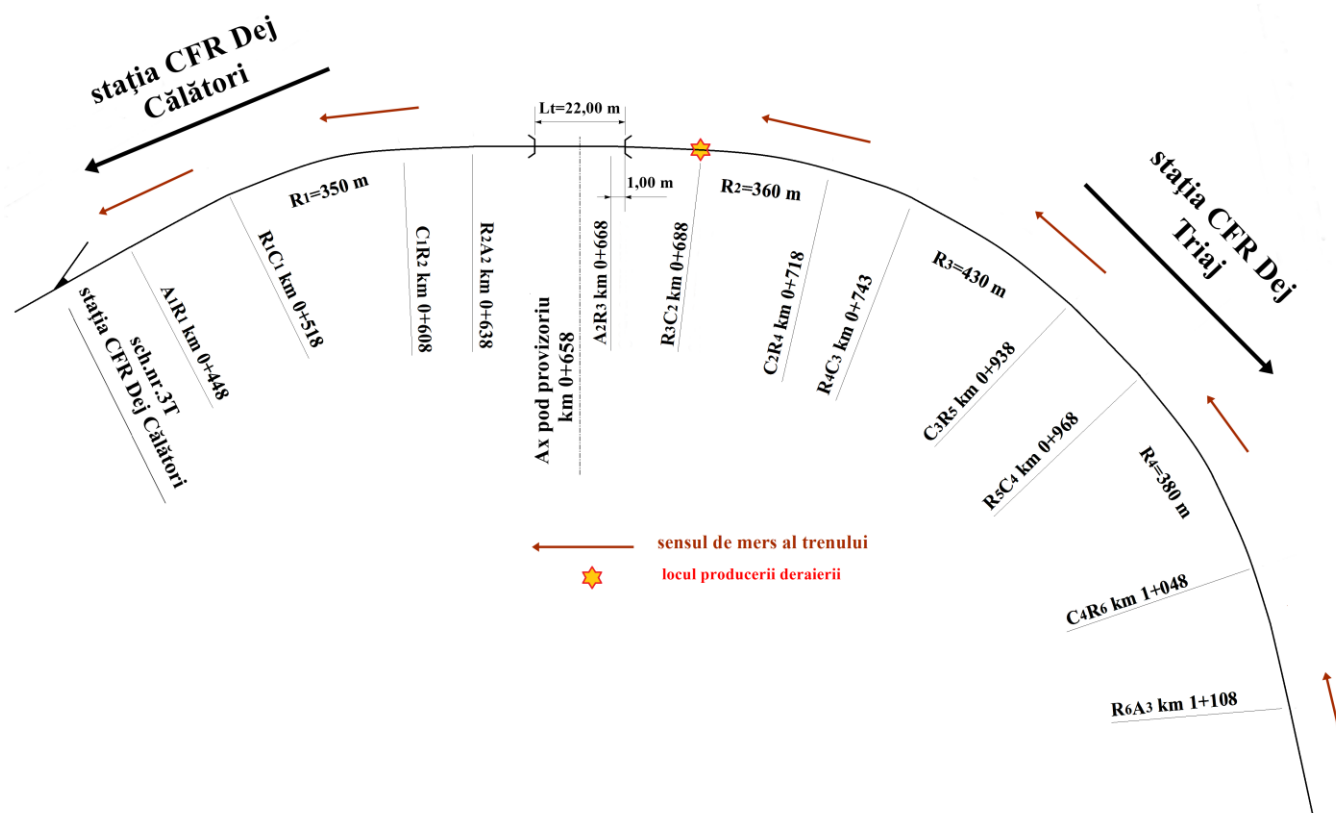 stația CFR Dej
Călători
Lt=22,00 m
1,00 m
R1=350 m
R2=360 m
R3=430 m
R4=380 m
stația CFR Dej
Triaj
sch.nr.3T
stația CFR Dej Călători
A1R1 km 0+448
R1C1 km 0+518
C1R2 km 0+608
R2A2 km 0+638
Ax pod provizoriu
km 0+658
A2R3 km 0+668
R3C2 km 0+688
C2R4 km 0+718
R4C3 km 0+743
C3R5 km 0+938
R5C4 km 0+968
C4R6 km 1+048
R6A3 km 1+108
sensul de mers al trenului
locul producerii deraierii